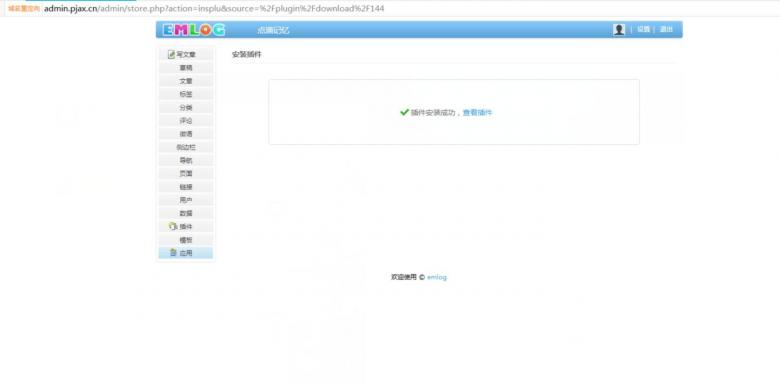 域名重定向 admin.pjax.cn/admin/store.php?action=insplu&source=%2Fplugin%2Fdownload%2F144
EMLOG 点滴记忆 | 设置 | 退出
写文章
草稿
文章
标签
分类
评论
微语
侧边栏
导航
页面
链接
用户
数据
插件
模板
应用
安装插件
插件安装成功，查看插件
欢迎使用 © emlog